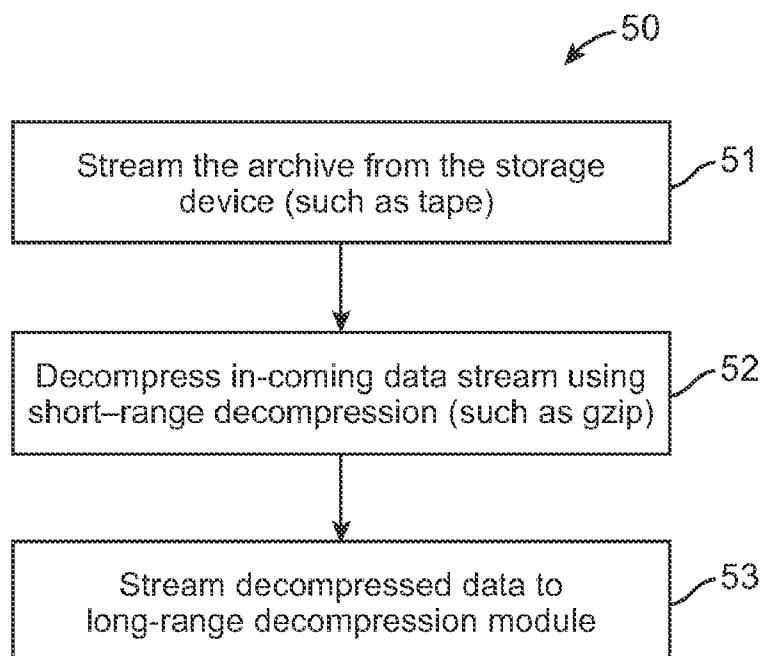 50
Stream the archive from the storage
device (such as tape)
51
Decompress in-coming data stream using
short–range decompression (such as gzip)
52
Stream decompressed data to
long-range decompression module
53